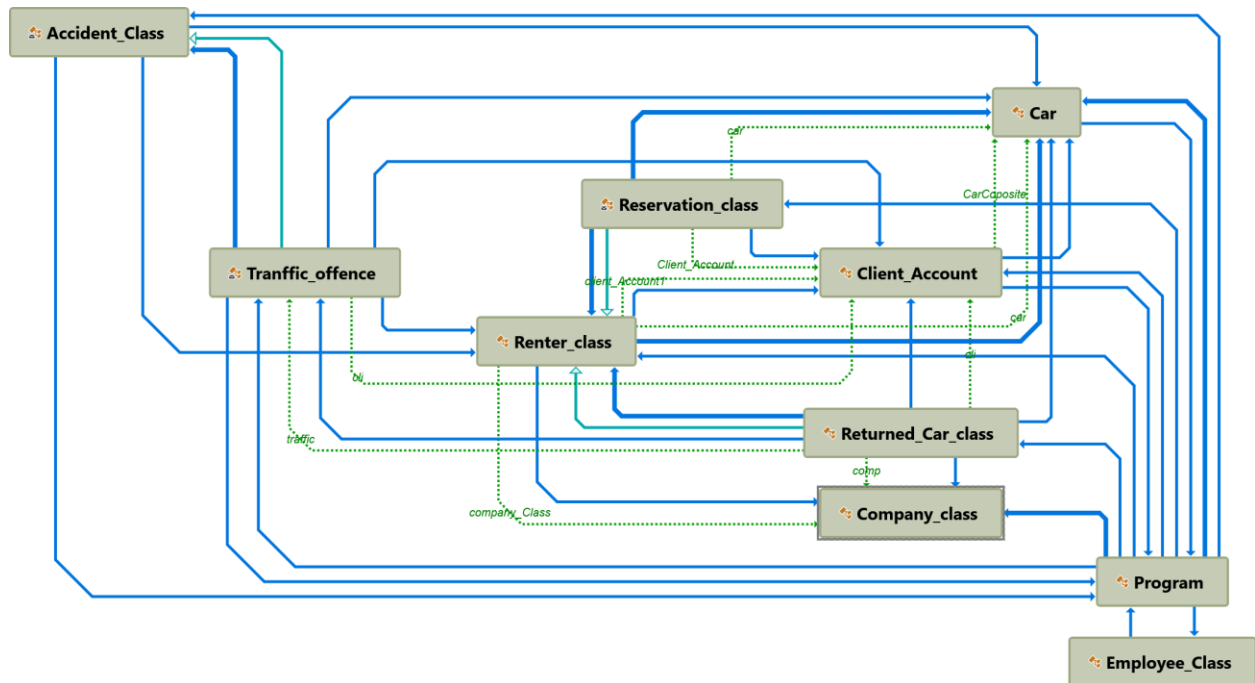 Accident_Class
Car
car
Reservation_class
CarCoposite
Tranffic_offence
Client_Account
Client_Account
client_Account1
car
Renter_class
cli
cli
Returned_Car_class
traffic
comp
company_Class
Company_class
Program
Employee_Class